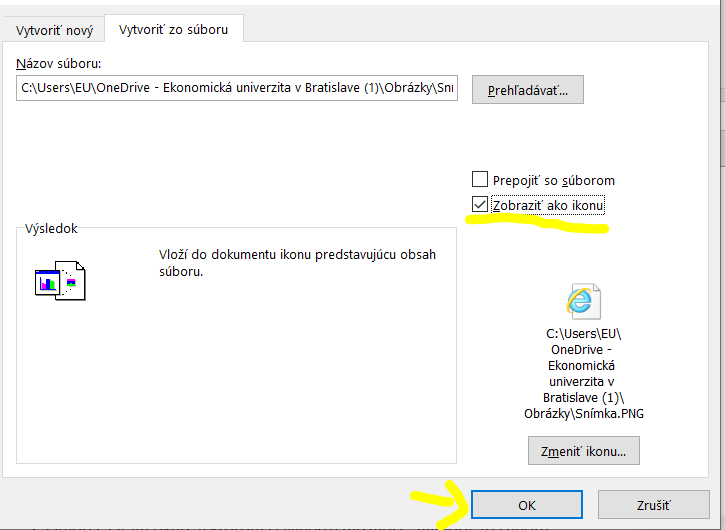 Vytvoriť nový
Vytvoriť zo súboru
Názov súboru:
C:\Users\EU\OneDrive - Ekonomická univerzita v Bratislave (1)\Obrázky\Sni
Prehľadávať...
Prepojiť so súborom
Zobraziť ako ikonu
Výsledok
Vloží do dokumentu ikonu predstavujúcu obsah
súboru.
C:\Users\EU\
OneDrive -
Ekonomická
univerzita v
Bratislave (1)\
Obrázky\Snímka.PNG
Zmeniť ikonu...
OK
Zrušiť